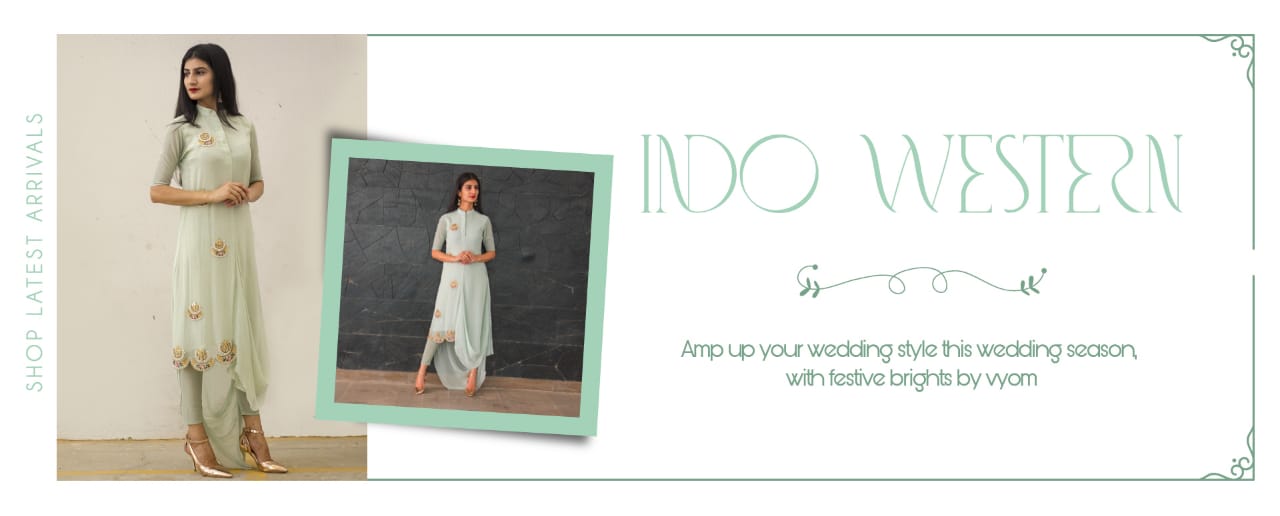 SHOP LATEST ARRIVALS
INDO WESTERN
Amp up your wedding style this wedding season,
with festive brights by vyom